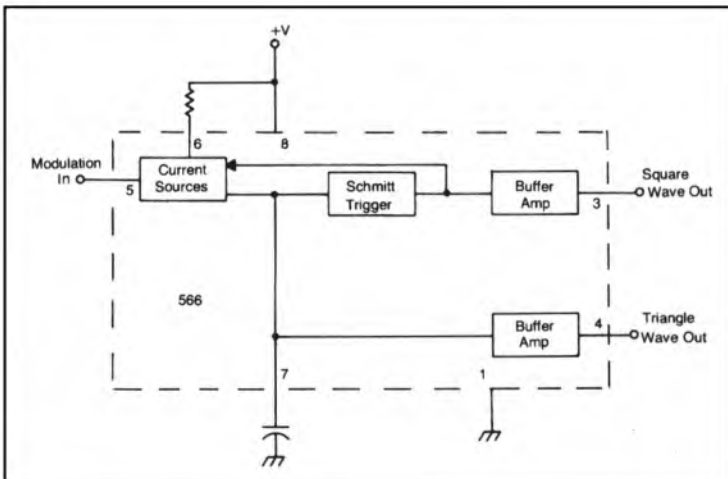 +V
6
8
Modulation
In
5
Current
Sources
Schmitt
Trigger
Buffer
Amp
3
Square
Wave Out
566
Buffer
Amp
4
Triangle
Wave Out
7
1